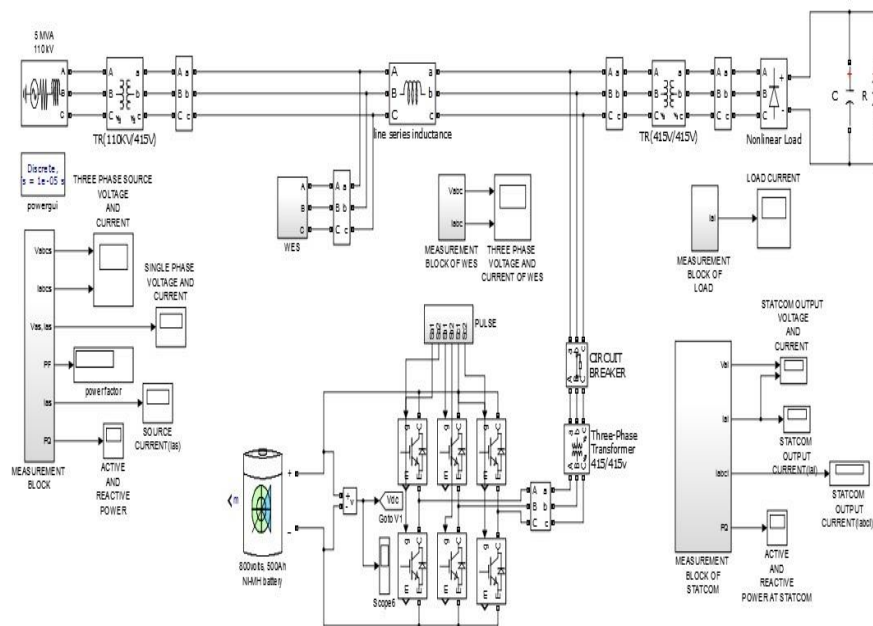 5 MVA
110 kV
A
B
C
A a
B b
C c
TR(110KV/415V)
A a
B b
C c
A a
B b
C c
line series inductance
A a
B b
C c
A a
B b
C c
TR(415V/415V)
A a
B b
C c
A +
B
C -
Nonlinear Load
C
R
Discrete,
s = 1e-05 s
powergui
THREE PHASE SOURCE
VOLTAGE
AND
CURRENT
Vabcs
Iabcs
Vas, Ias
PF
Ias
PQ
MEASUREMENT
BLOCK
SINGLE PHASE
VOLTAGE AND
CURRENT
powerfactor
SOURCE
CURRENT(Ias)
ACTIVE
AND
REACTIVE
POWER
A
B
C
WES
A a
B b
C c
Vabc
Iabc
MEASUREMENT
BLOCK OF WES
THREE PHASE
VOLTAGE AND
CURRENT OF WES
Ial
MEASUREMENT
BLOCK OF
LOAD
LOAD CURRENT
PULSE
CIRCUIT
BREAKER
a b c
A B C
Three-Phase
Transformer
415/415v
a b c
A B C
A a
B b
C c
g C
m E
g C
m E
g C
m E
g C
m E
g C
m E
g C
m E
+
-
m
800volts, 500Ah
NI-MH battery
+
-
v
Vdc
Goto V1
Scope6
STATCOM OUTPUT
VOLTAGE
AND
CURRENT
Val
Ial
Iabcl
PQ
MEASUREMENT
BLOCK OF
STATCOM
STATCOM
OUTPUT
CURRENT(Ial)
STATCOM
OUTPUT
CURRENT(Iabcl)
ACTIVE
AND
REACTIVE
POWER AT STATCOM